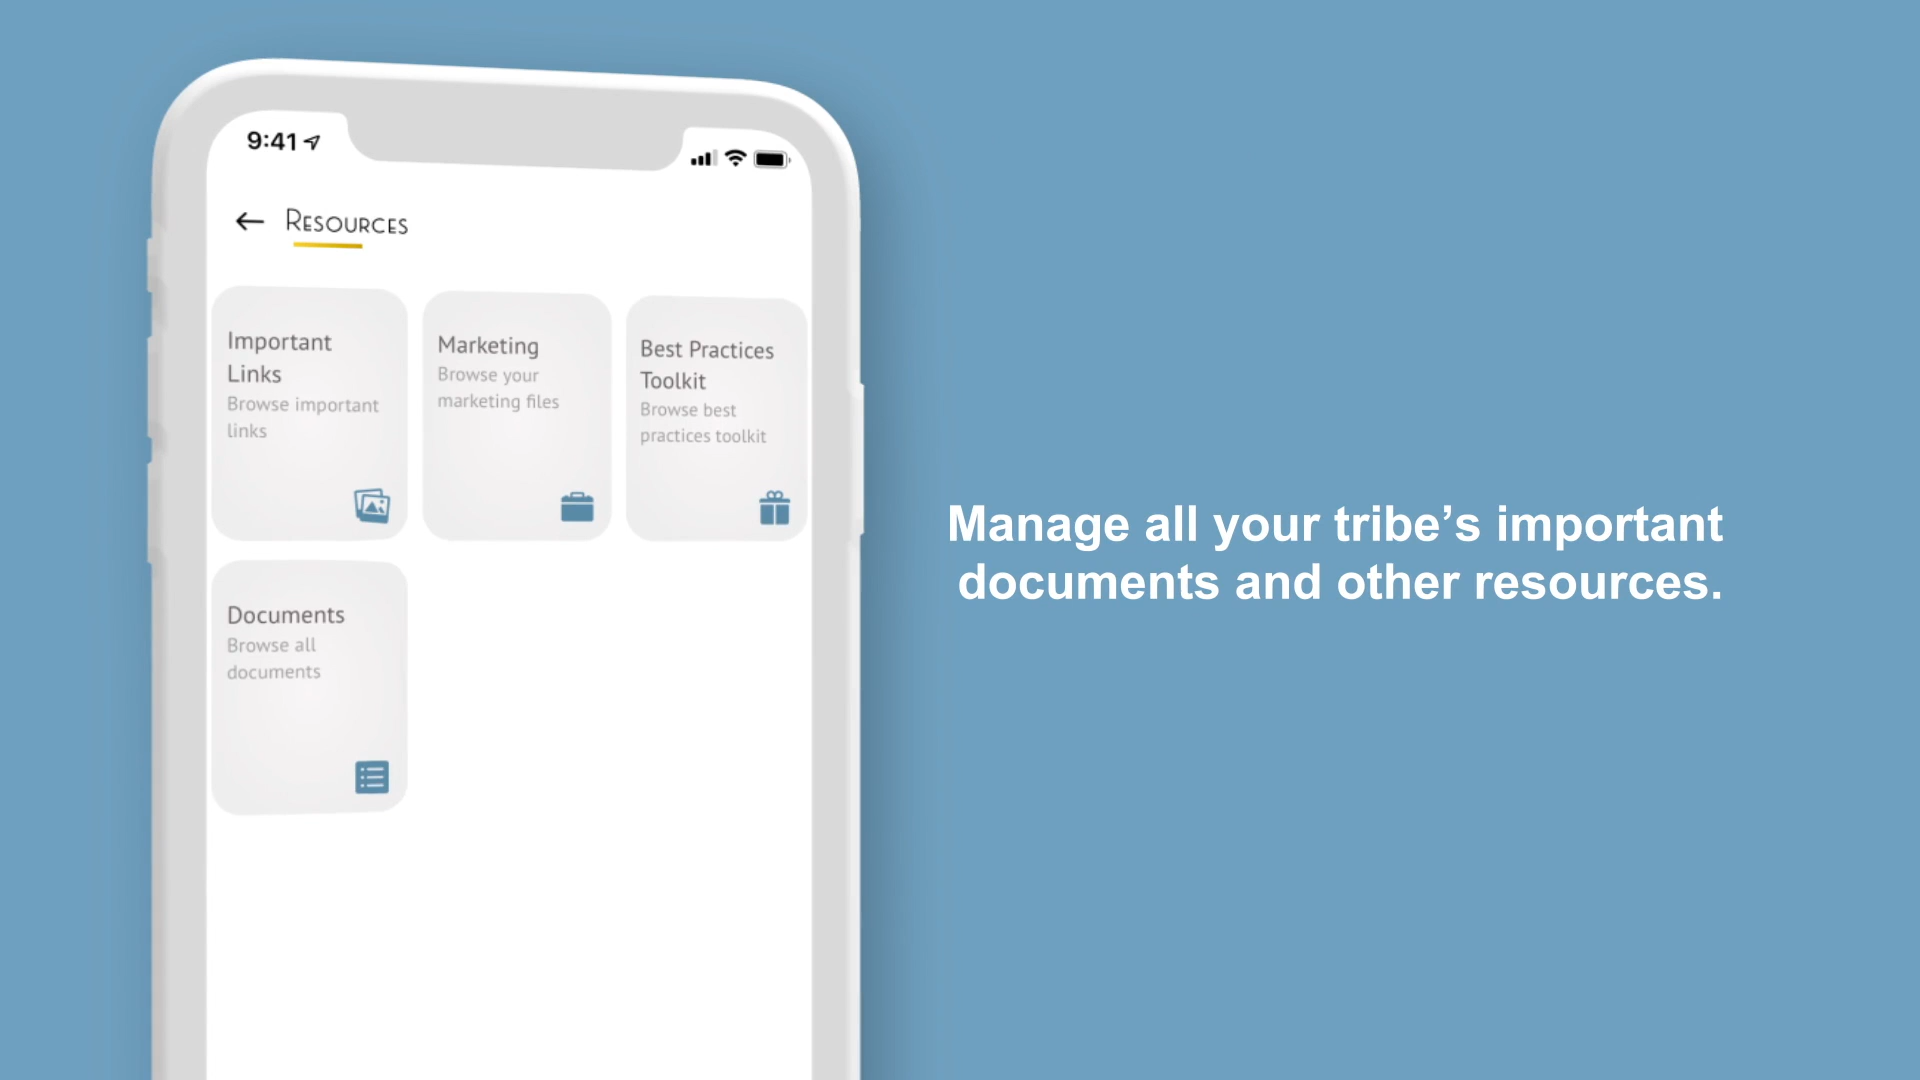 9:41
Resources
Important
Links
Browse important
links
Marketing
Browse your
marketing files
Best Practices
Toolkit
Browse best
practices toolkit
Documents
Browse all
documents
Manage all your tribe’s important
documents and other resources.